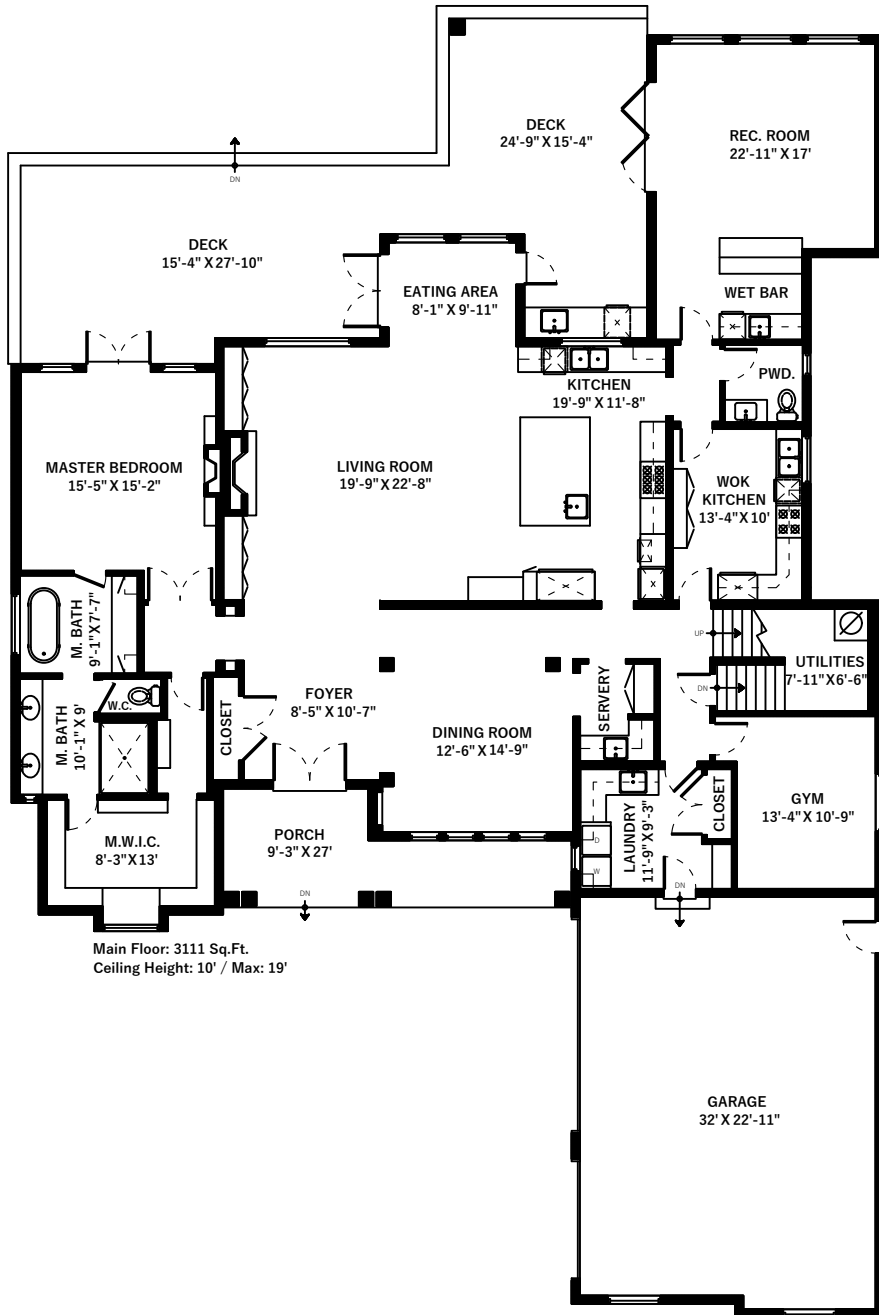 DECK
24'-9" X 15'-4"
REC. ROOM
22'-11" X 17'
DN
DECK
15'-4" X 27'-10"
EATING AREA
8'-1" X 9'-11"
WET BAR
PWD.
KITCHEN
19'-9" X 11'-8"
MASTER BEDROOM
15'-5" X 15'-2"
LIVING ROOM
19'-9" X 22'-8"
WOK
KITCHEN
13'-4" X 10'
M. BATH
9'-1" X 7'-7"
UP
UTILITIES
7'-11" X 6'-6"
DN
W.C.
M. BATH
10'-1" X 9'
CLOSET
FOYER
8'-5" X 10'-7"
SERVERY
DINING ROOM
12'-6" X 14'-9"
GYM
13'-4" X 10'-9"
CLOSET
LAUNDRY
11'-9" X 9'-3"
D
W
M.W.I.C.
8'-3" X 13'
PORCH
9'-3" X 27'
DN
DN
Main Floor: 3111 Sq.Ft.
Ceiling Height: 10' / Max: 19'
GARAGE
32' X 22'-11"